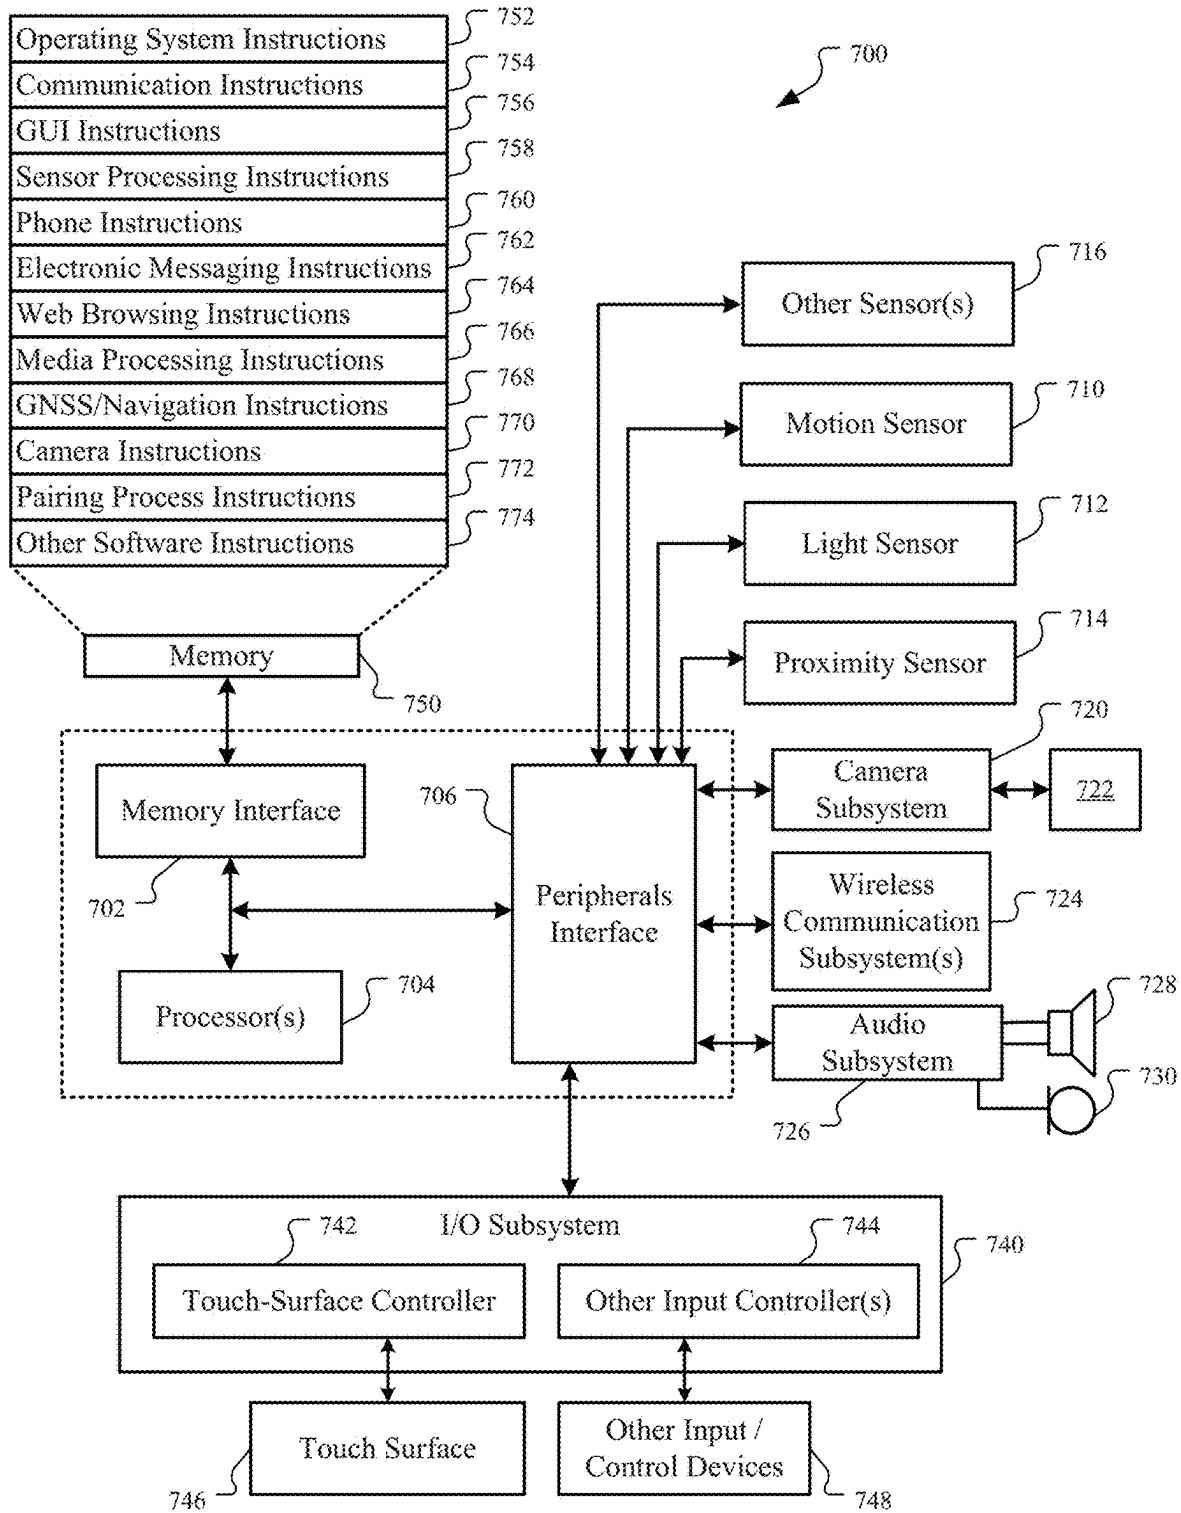 752
Operating System Instructions
754
Communication Instructions
756
GUI Instructions
758
Sensor Processing Instructions
760
Phone Instructions
762
Electronic Messaging Instructions
764
Web Browsing Instructions
766
Media Processing Instructions
768
GNSS/Navigation Instructions
770
Camera Instructions
772
Pairing Process Instructions
774
Other Software Instructions
Memory
750
700
716
Other Sensor(s)
710
Motion Sensor
712
Light Sensor
714
Proximity Sensor
720
Camera
Subsystem
722
Memory Interface
702
706
Peripherals
Interface
Wireless
Communication
Subsystem(s)
724
704
Processor(s)
Audio
Subsystem
728
730
726
I/O Subsystem
742
744
740
Touch-Surface Controller
Other Input Controller(s)
Touch Surface
746
Other Input /
Control Devices
748